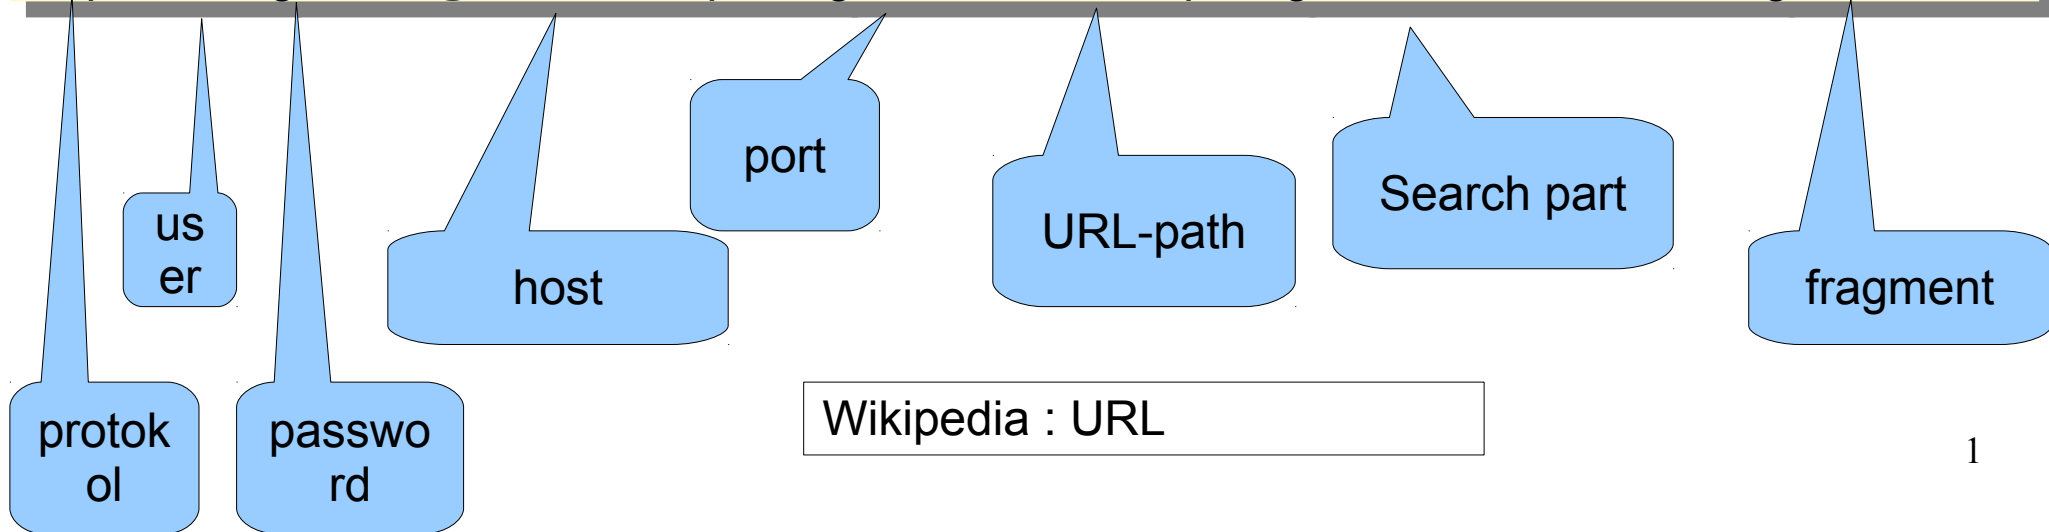 port
Search part
us
er
URL-path
host
fragment
protok
ol
passwo
rd
Wikipedia : URL
1